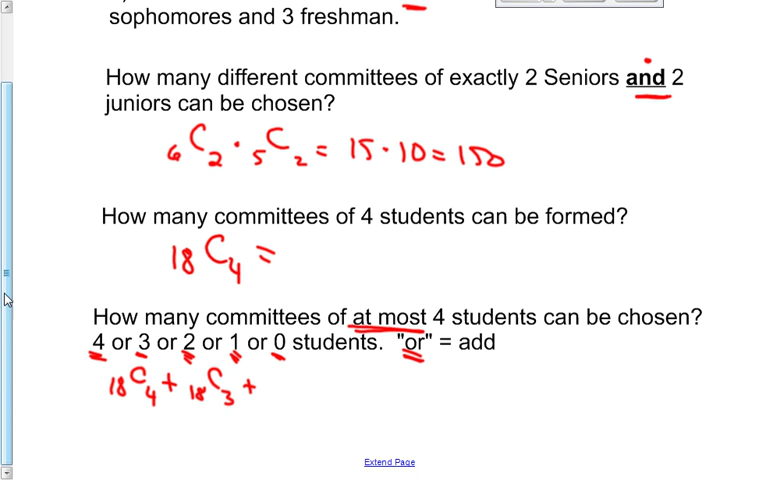 sophomores and 3 freshman.
How many different committees of exactly 2 Seniors and 2
juniors can be chosen?
₆C₂ · ₅C₂ = 15 · 10 = 150
How many committees of 4 students can be formed?
₁₈C₄ =
How many committees of at most 4 students can be chosen?
4 or 3 or 2 or 1 or 0 students. "or" = add
₁₈C₄ + ₁₈C₃ +
Extend Page